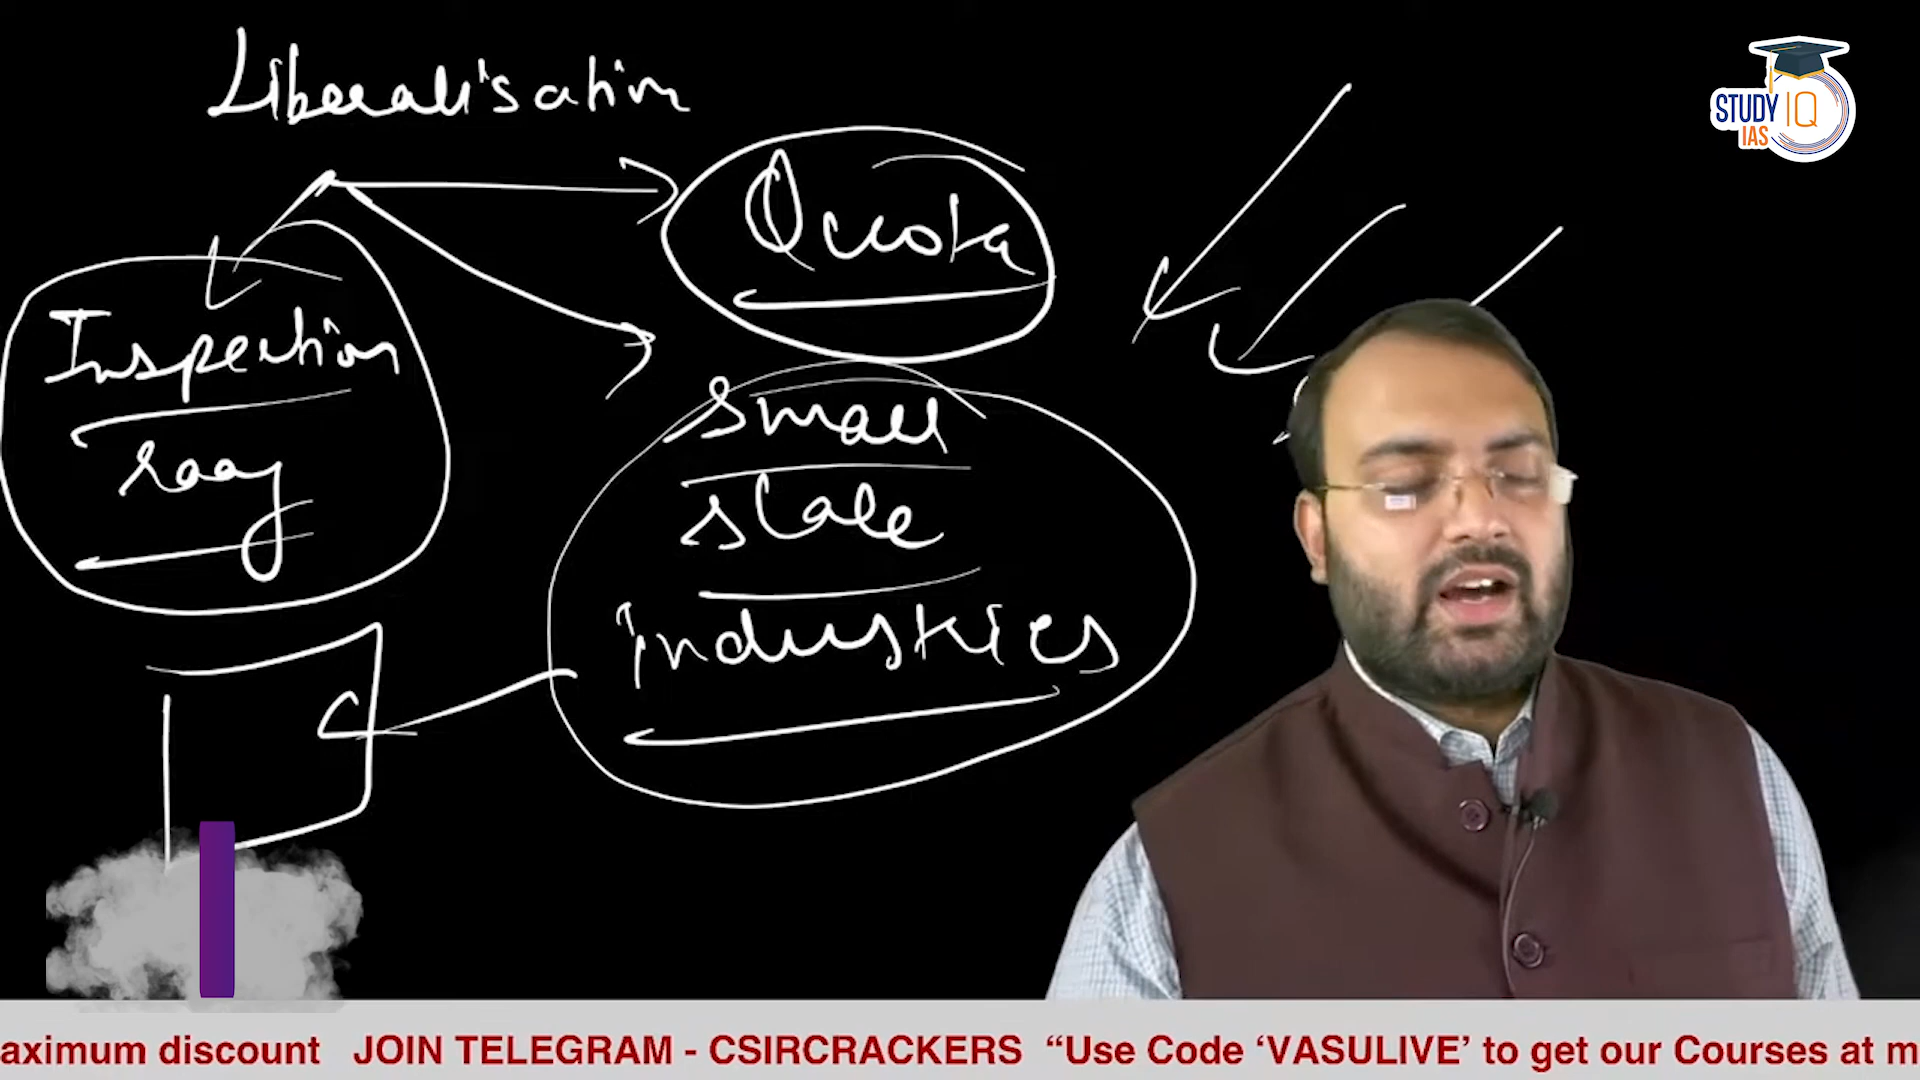 Liberalisation
Quota
Inspection
raaj
small
scale
industries
STUDY IQ
IAS
aximum discount JOIN TELEGRAM - CSIRCRACKERS “Use Code ‘VASULIVE’ to get our Courses at m